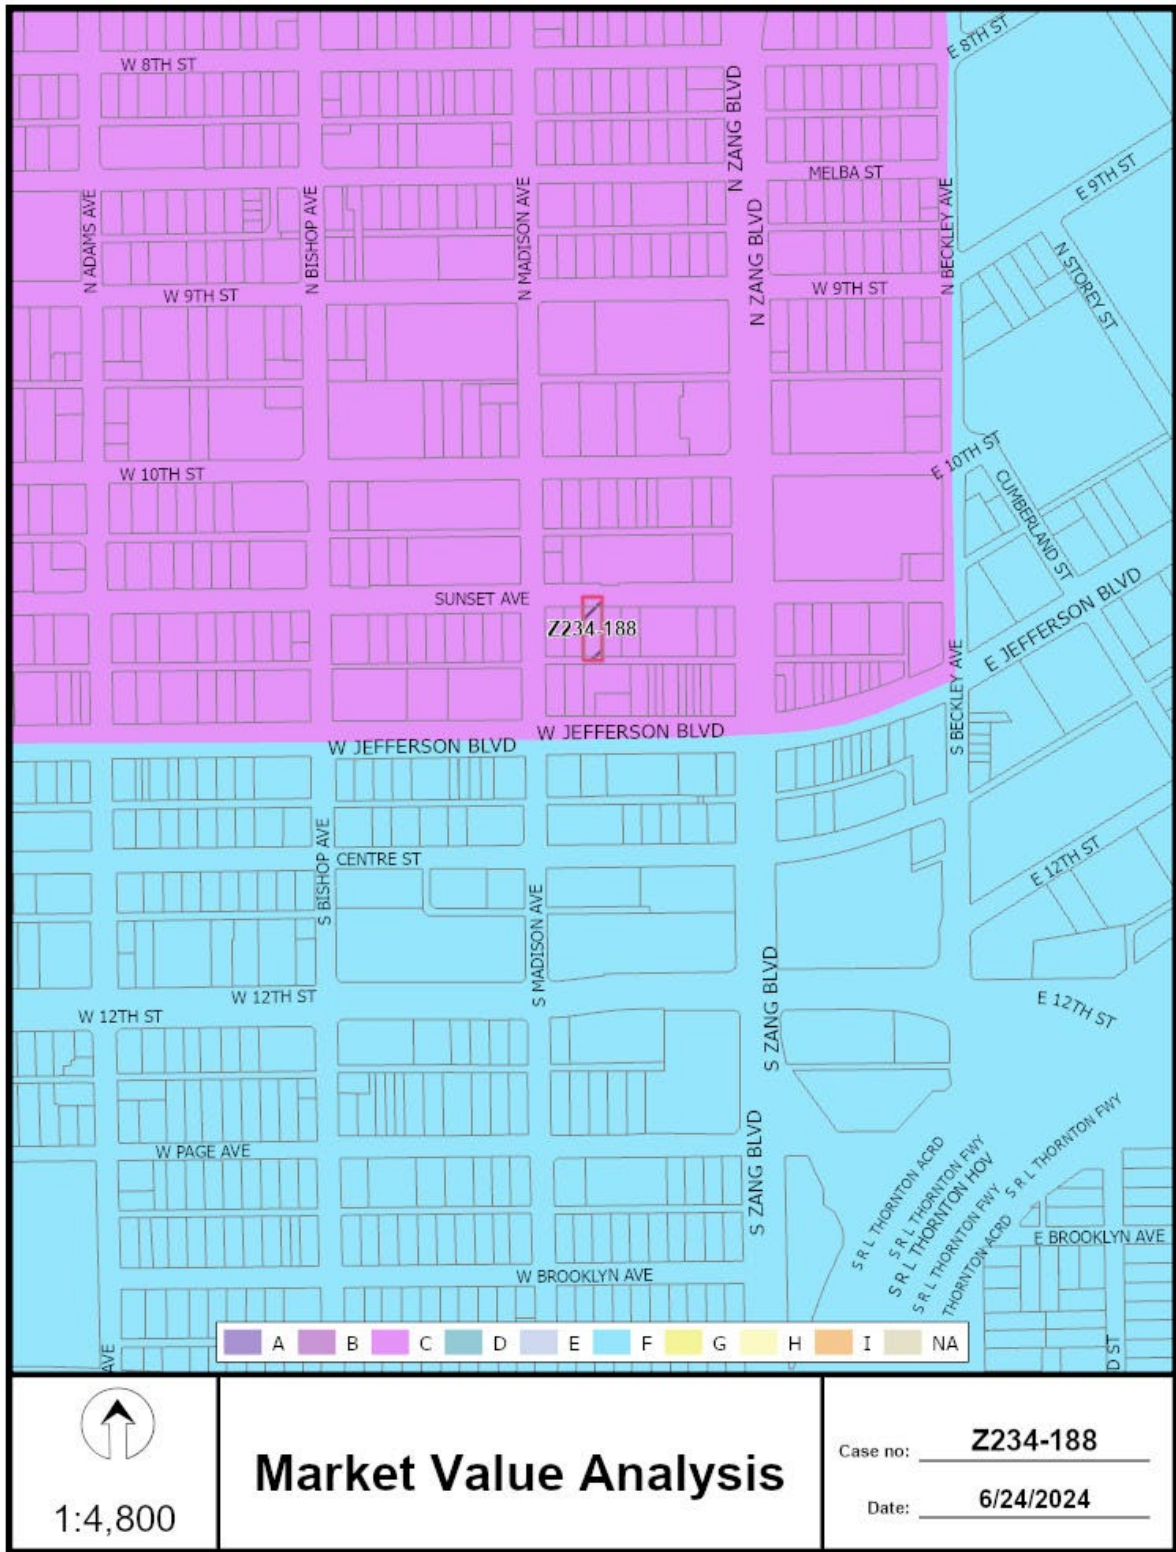 E 8TH ST
W 8TH ST
N ZANG BLVD
MELBA ST
E 9TH ST
N ADAMS AVE
N BISHOP AVE
N MADISON AVE
N ZANG BLVD
N BECKLEY AVE
N STOREY ST
W 9TH ST
W 9TH ST
W 10TH ST
E 10TH ST
CUMBERLAND ST
SUNSET AVE
Z234-188
E JEFFERSON BLVD
S BECKLEY AVE
W JEFFERSON BLVD
W JEFFERSON BLVD
S BISHOP AVE
CENTRE ST
E 12TH ST
S MADISON AVE
S ZANG BLVD
W 12TH ST
W 12TH ST
E 12TH ST
W PAGE AVE
S ZANG BLVD
S R L THORNTON ACRD
S R L THORNTON FWY
S R L THORNTON HOV
S R L THORNTON FWY
THORNTON ACRD
S R L THORNTON FWY
E BROOKLYN AVE
W BROOKLYN AVE
AVE
D ST
A B C D E F G H I NA
1:4,800
Market Value Analysis
Case no: Z234-188
Date: 6/24/2024